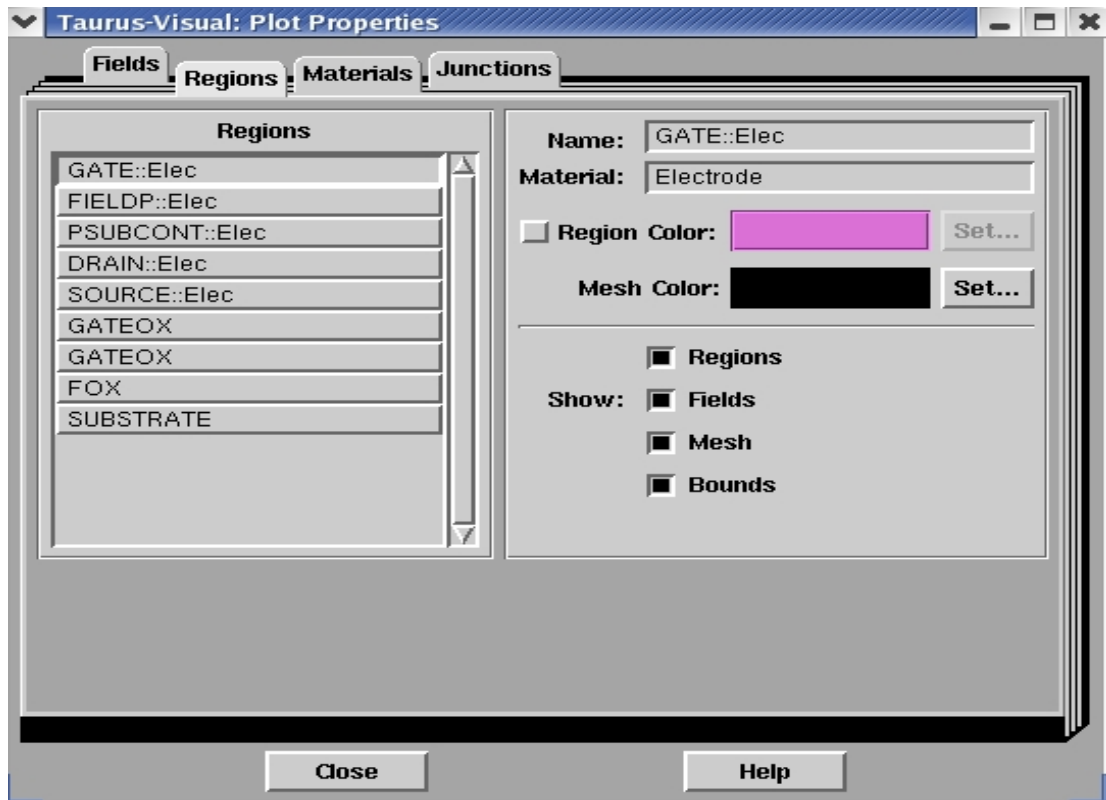 Taurus-Visual: Plot Properties
Fields Regions Materials Junctions
Regions
GATE::Elec
FIELDP::Elec
PSUBCONT::Elec
DRAIN::Elec
SOURCE::Elec
GATEOX
GATEOX
FOX
SUBSTRATE
Name: GATE::Elec
Material: Electrode
Region Color: Set...
Mesh Color: Set...
Regions
Show: Fields
Mesh
Bounds
Close Help